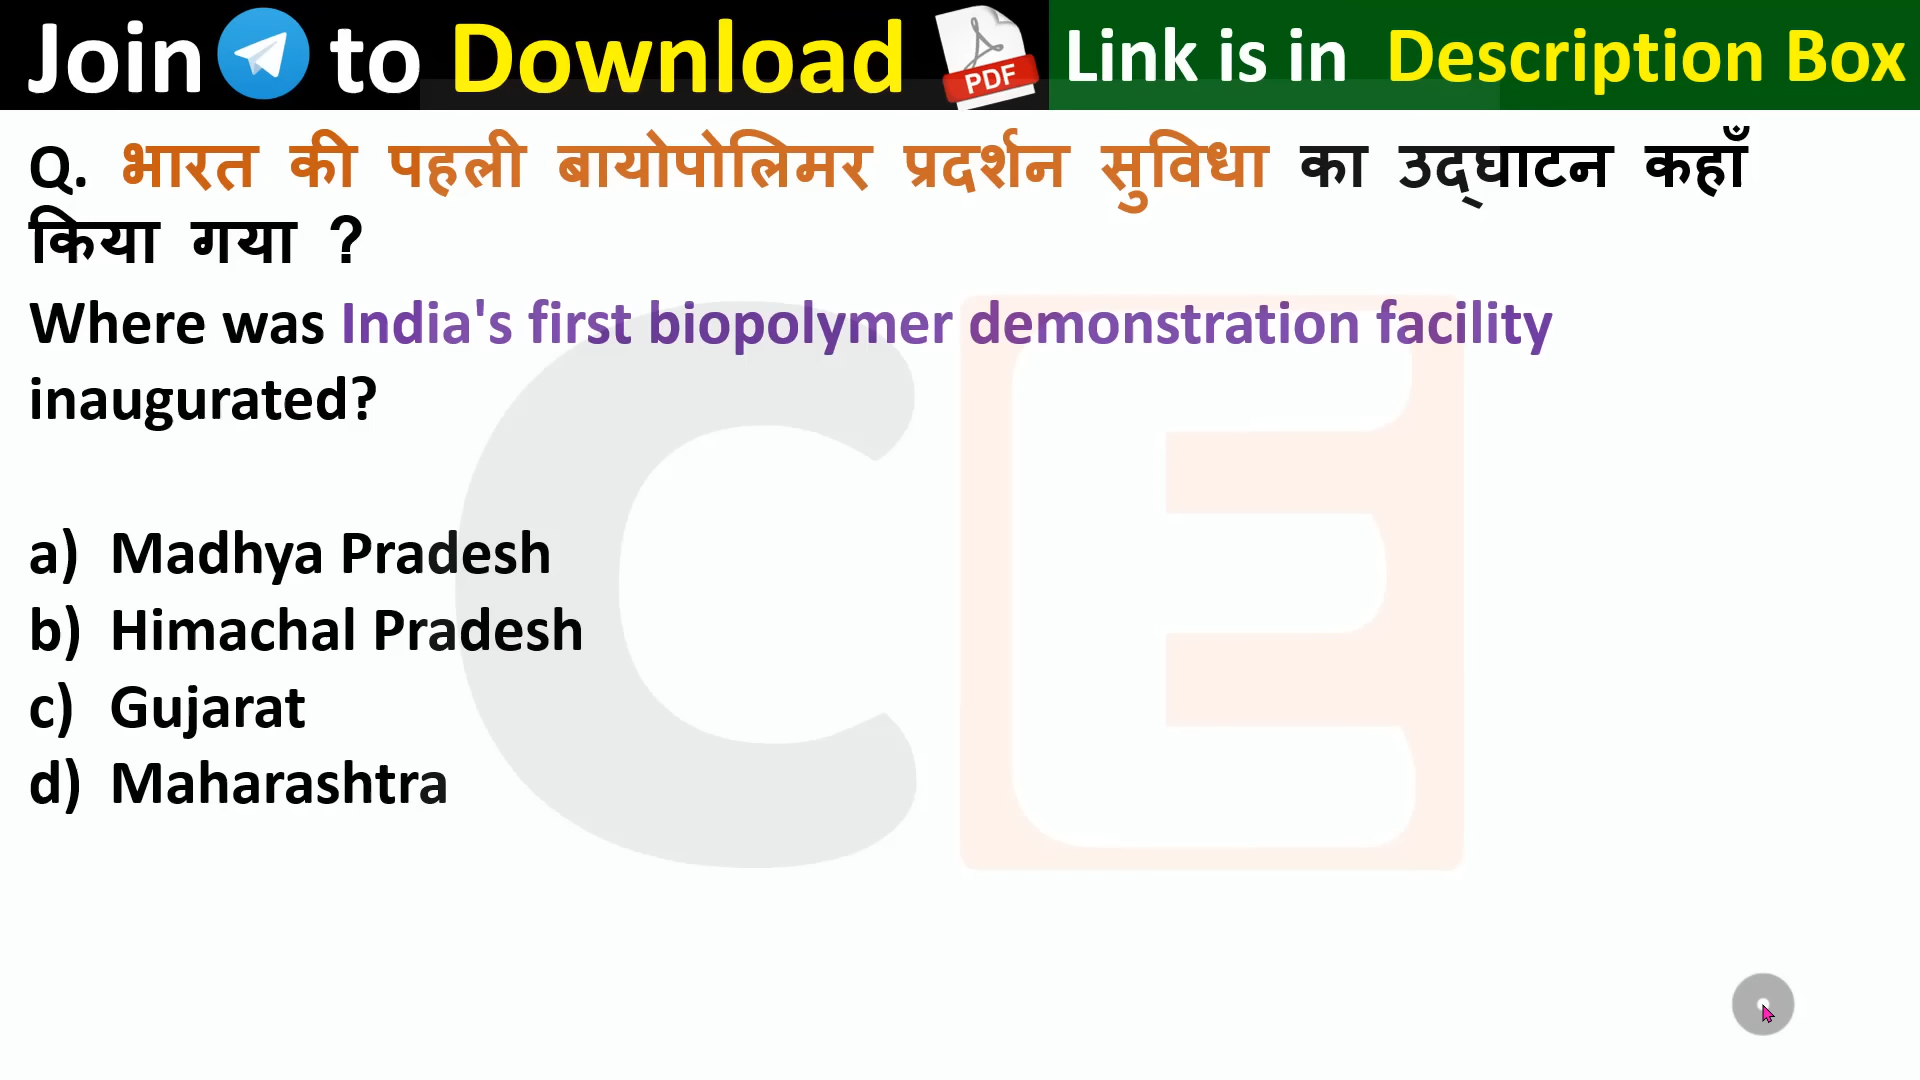 Join to Download PDF Link is in Description Box
Q. भारत की पहली बायोपोलिमर प्रदर्शन सुविधा का उद्घाटन कहाँ
किया गया ?
Where was India's first biopolymer demonstration facility
inaugurated?
a) Madhya Pradesh
b) Himachal Pradesh
c) Gujarat
d) Maharashtra
CE